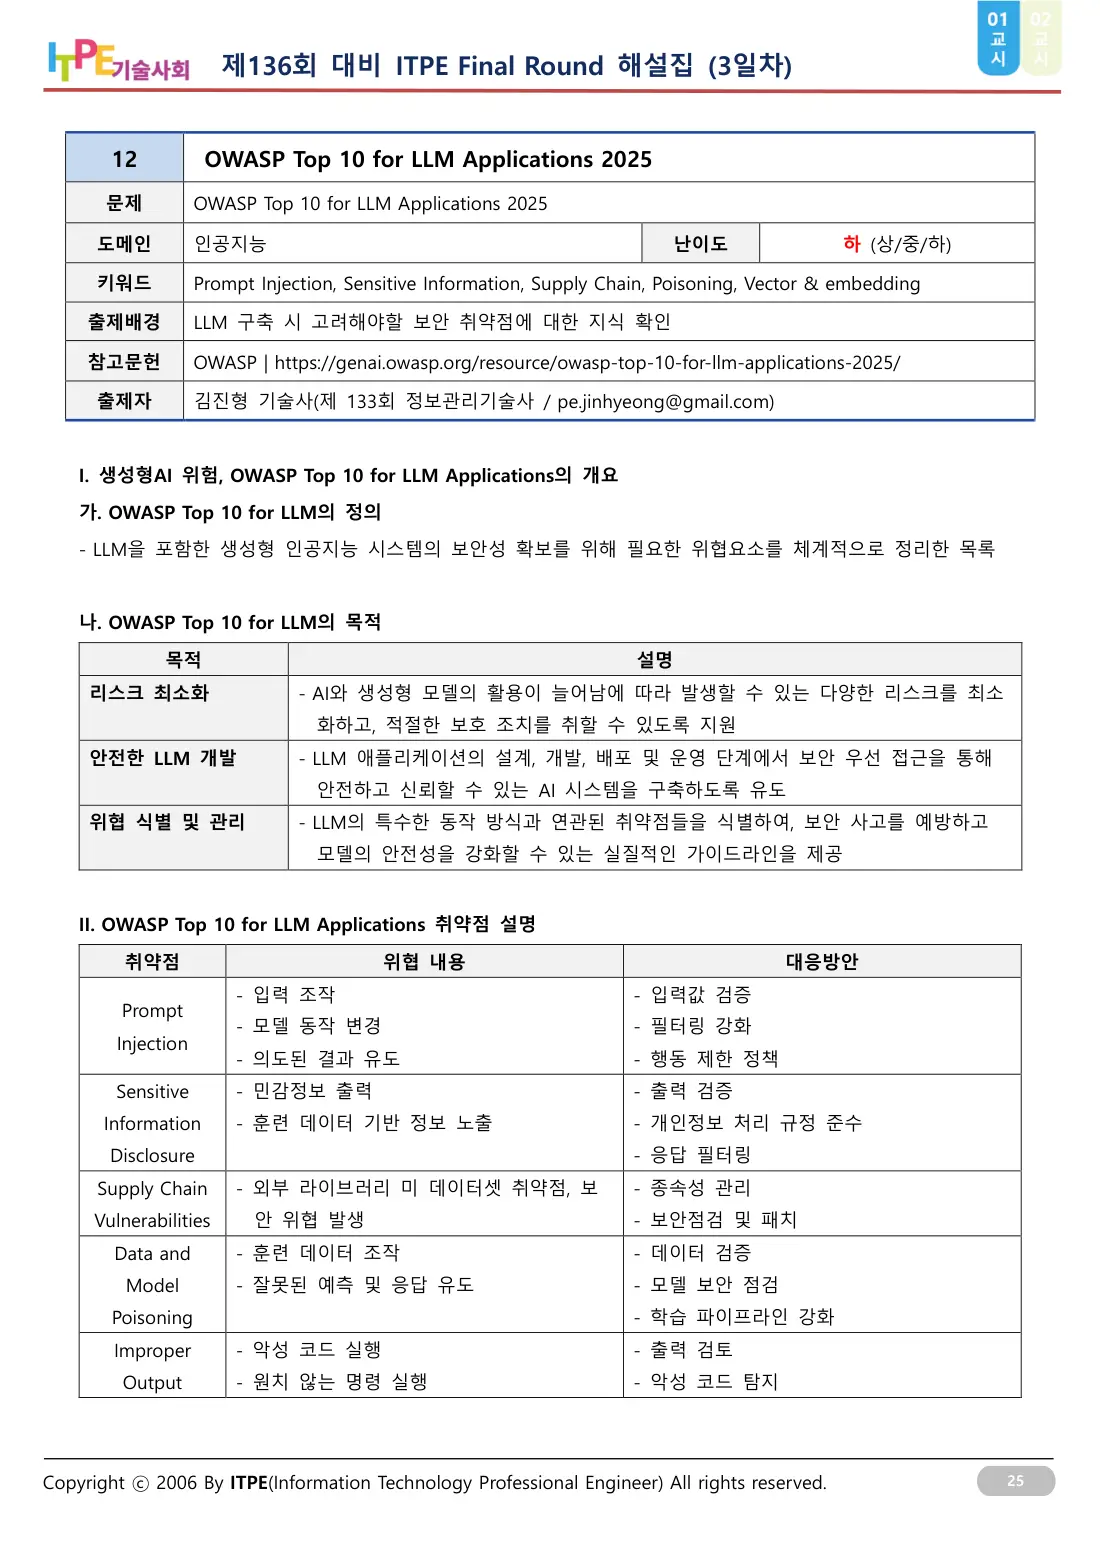 ITPE기술사회
제136회 대비 ITPE Final Round 해설집 (3일차)
01 교시
02 교시
12 OWASP Top 10 for LLM Applications 2025
문제 OWASP Top 10 for LLM Applications 2025
도메인 인공지능 난이도 하 (상/중/하)
키워드 Prompt Injection, Sensitive Information, Supply Chain, Poisoning, Vector & embedding
출제배경 LLM 구축 시 고려해야할 보안 취약점에 대한 지식 확인
참고문헌 OWASP | https://genai.owasp.org/resource/owasp-top-10-for-llm-applications-2025/
출제자 김진형 기술사(제 133회 정보관리기술사 / pe.jinhyeong@gmail.com)
I. 생성형AI 위험, OWASP Top 10 for LLM Applications의 개요
가. OWASP Top 10 for LLM의 정의
- LLM을 포함한 생성형 인공지능 시스템의 보안성 확보를 위해 필요한 위협요소를 체계적으로 정리한 목록
나. OWASP Top 10 for LLM의 목적
목적 설명
리스크 최소화 - AI와 생성형 모델의 활용이 늘어남에 따라 발생할 수 있는 다양한 리스크를 최소
화하고, 적절한 보호 조치를 취할 수 있도록 지원
안전한 LLM 개발 - LLM 애플리케이션의 설계, 개발, 배포 및 운영 단계에서 보안 우선 접근을 통해
안전하고 신뢰할 수 있는 AI 시스템을 구축하도록 유도
위협 식별 및 관리 - LLM의 특수한 동작 방식과 연관된 취약점들을 식별하여, 보안 사고를 예방하고
모델의 안전성을 강화할 수 있는 실질적인 가이드라인을 제공
II. OWASP Top 10 for LLM Applications 취약점 설명
취약점 위협 내용 대응방안
Prompt
Injection
- 입력 조작
- 모델 동작 변경
- 의도된 결과 유도
- 입력값 검증
- 필터링 강화
- 행동 제한 정책
Sensitive
Information
Disclosure
- 민감정보 출력
- 훈련 데이터 기반 정보 노출
- 출력 검증
- 개인정보 처리 규정 준수
- 응답 필터링
Supply Chain
Vulnerabilities
- 외부 라이브러리 미 데이터셋 취약점, 보
안 위협 발생
- 종속성 관리
- 보안점검 및 패치
Data and
Model
Poisoning
- 훈련 데이터 조작
- 잘못된 예측 및 응답 유도
- 데이터 검증
- 모델 보안 점검
- 학습 파이프라인 강화
Improper
Output
- 악성 코드 실행
- 원치 않는 명령 실행
- 출력 검토
- 악성 코드 탐지
Copyright ⓒ 2006 By ITPE(Information Technology Professional Engineer) All rights reserved.
25